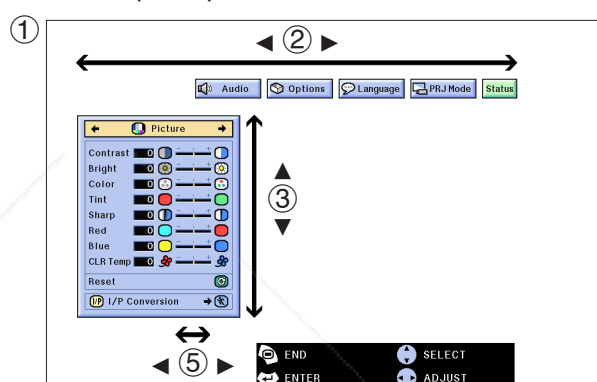 ①
◄ ② ►
Audio Options Language PRJ Mode Status
Picture
Contrast 0
Bright 0
Color 0
Tint 0
Sharp 0
Red 0
Blue 0
CLR Temp 0
Reset
I/P I/P Conversion
▲
③
▼
◄ ⑤ ►
END SELECT
ENTER ADJUST